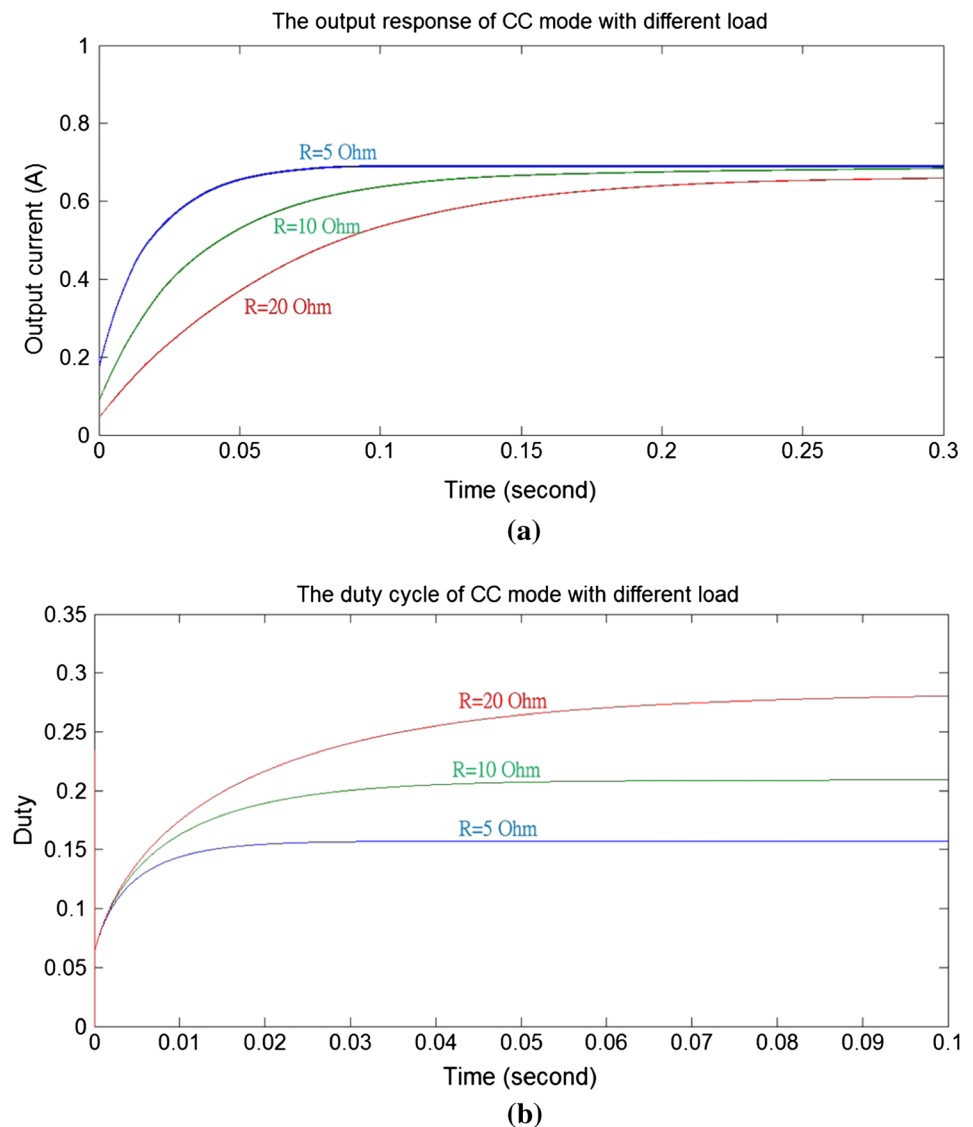 The output response of CC mode with different load
1
0.8
0.6
0.4
0.2
0
Output current (A)
R=5 Ohm
R=10 Ohm
R=20 Ohm
0 0.05 0.1 0.15 0.2 0.25 0.3
Time (second)
(a)
The duty cycle of CC mode with different load
0.35
0.3
0.25
0.2
0.15
0.1
0.05
0
Duty
R=20 Ohm
R=10 Ohm
R=5 Ohm
0 0.01 0.02 0.03 0.04 0.05 0.06 0.07 0.08 0.09 0.1
Time (second)
(b)